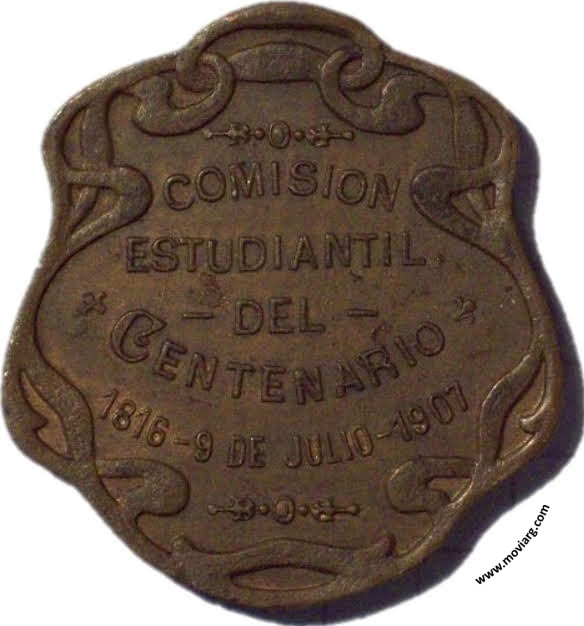 COMISION
ESTUDIANTIL
- DEL -
CENTENARIO
1816-9 DE JULIO-1907
www.moviarg.com